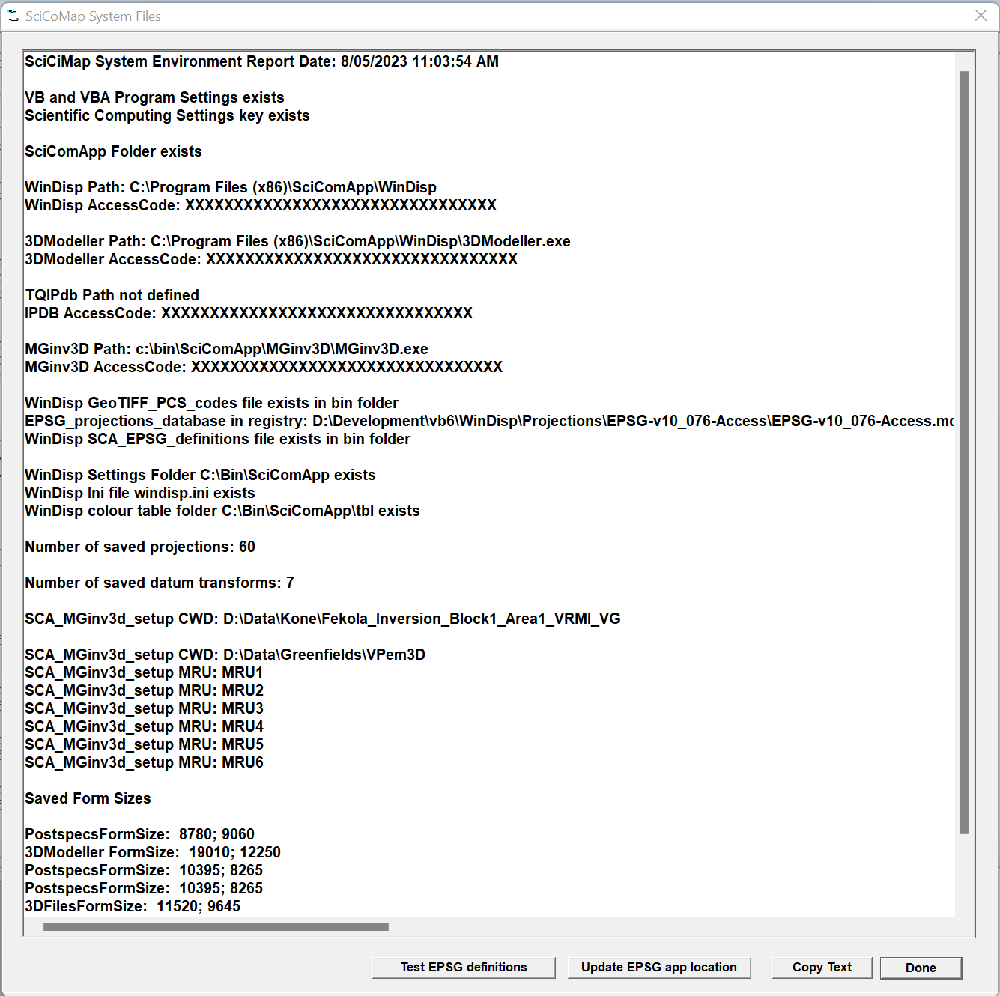 SciCoMap System Files
SciCiMap System Environment Report Date: 8/05/2023 11:03:54 AM
VB and VBA Program Settings exists
Scientific Computing Settings key exists
SciComApp Folder exists
WinDisp Path: C:\Program Files (x86)\SciComApp\WinDisp
WinDisp AccessCode: XXXXXXXXXXXXXXXXXXXXXXXXXXXXXXXX
3DModeller Path: C:\Program Files (x86)\SciComApp\WinDisp\3DModeller.exe
3DModeller AccessCode: XXXXXXXXXXXXXXXXXXXXXXXXXXXXXXXX
TQIPdb Path not defined
IPDB AccessCode: XXXXXXXXXXXXXXXXXXXXXXXXXXXXXXXX
MGinv3D Path: c:\bin\SciComApp\MGinv3D\MGinv3D.exe
MGinv3D AccessCode: XXXXXXXXXXXXXXXXXXXXXXXXXXXXXXXX
WinDisp GeoTIFF_PCS_codes file exists in bin folder
EPSG_projections_database in registry: D:\Development\vb6\WinDisp\Projections\EPSG-v10_076-Access\EPSG-v10_076-Access.mc
WinDisp SCA_EPSG_definitions file exists in bin folder
WinDisp Settings Folder C:\Bin\SciComApp exists
WinDisp Ini file windisp.ini exists
WinDisp colour table folder C:\Bin\SciComApp\tbl exists
Number of saved projections: 60
Number of saved datum transforms: 7
SCA_MGinv3d_setup CWD: D:\Data\Kone\Fekola_Inversion_Block1_Area1_VRMI_VG
SCA_MGinv3d_setup CWD: D:\Data\Greenfields\VPem3D
SCA_MGinv3d_setup MRU: MRU1
SCA_MGinv3d_setup MRU: MRU2
SCA_MGinv3d_setup MRU: MRU3
SCA_MGinv3d_setup MRU: MRU4
SCA_MGinv3d_setup MRU: MRU5
SCA_MGinv3d_setup MRU: MRU6
Saved Form Sizes
PostspecsFormSize:  8780; 9060
3DModeller FormSize:  19010; 12250
PostspecsFormSize:  10395; 8265
PostspecsFormSize:  10395; 8265
3DFilesFormSize:  11520; 9645
Test EPSG definitions
Update EPSG app location
Copy Text
Done